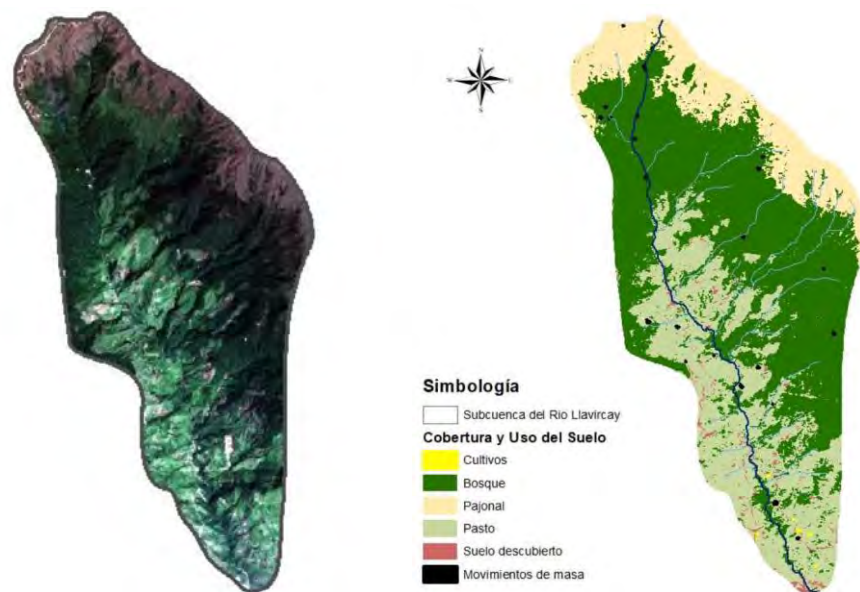 N
Simbología
Subcuenca del Rio Llavircay
Cobertura y Uso del Suelo
Cultivos
Bosque
Pajonal
Pasto
Suelo descubierto
Movimientos de masa